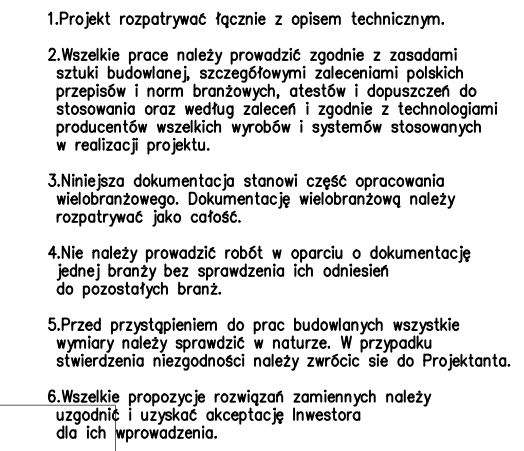 1.Projekt rozpatrywać łącznie z opisem technicznym.
2.Wszelkie prace należy prowadzić zgodnie z zasadami
sztuki budowlanej, szczegółowymi zaleceniami polskich
przepisów i norm branżowych, atestów i dopuszczeń do
stosowania oraz według zaleceń i zgodnie z technologiami
producentów wszelkich wyrobów i systemów stosowanych
w realizacji projektu.
3.Niniejsza dokumentacja stanowi część opracowania
wielobranżowego. Dokumentację wielobranżową należy
rozpatrywać jako całość.
4.Nie należy prowadzić robót w oparciu o dokumentację
jednej branży bez sprawdzenia ich odniesień
do pozostałych branż.
5.Przed przystąpieniem do prac budowlanych wszystkie
wymiary należy sprawdzić w naturze. W przypadku
stwierdzenia niezgodności należy zwrócic sie do Projektanta.
6.Wszelkie propozycje rozwiązań zamiennych należy
uzgodnić i uzyskać akceptację Inwestora
dla ich wprowadzenia.